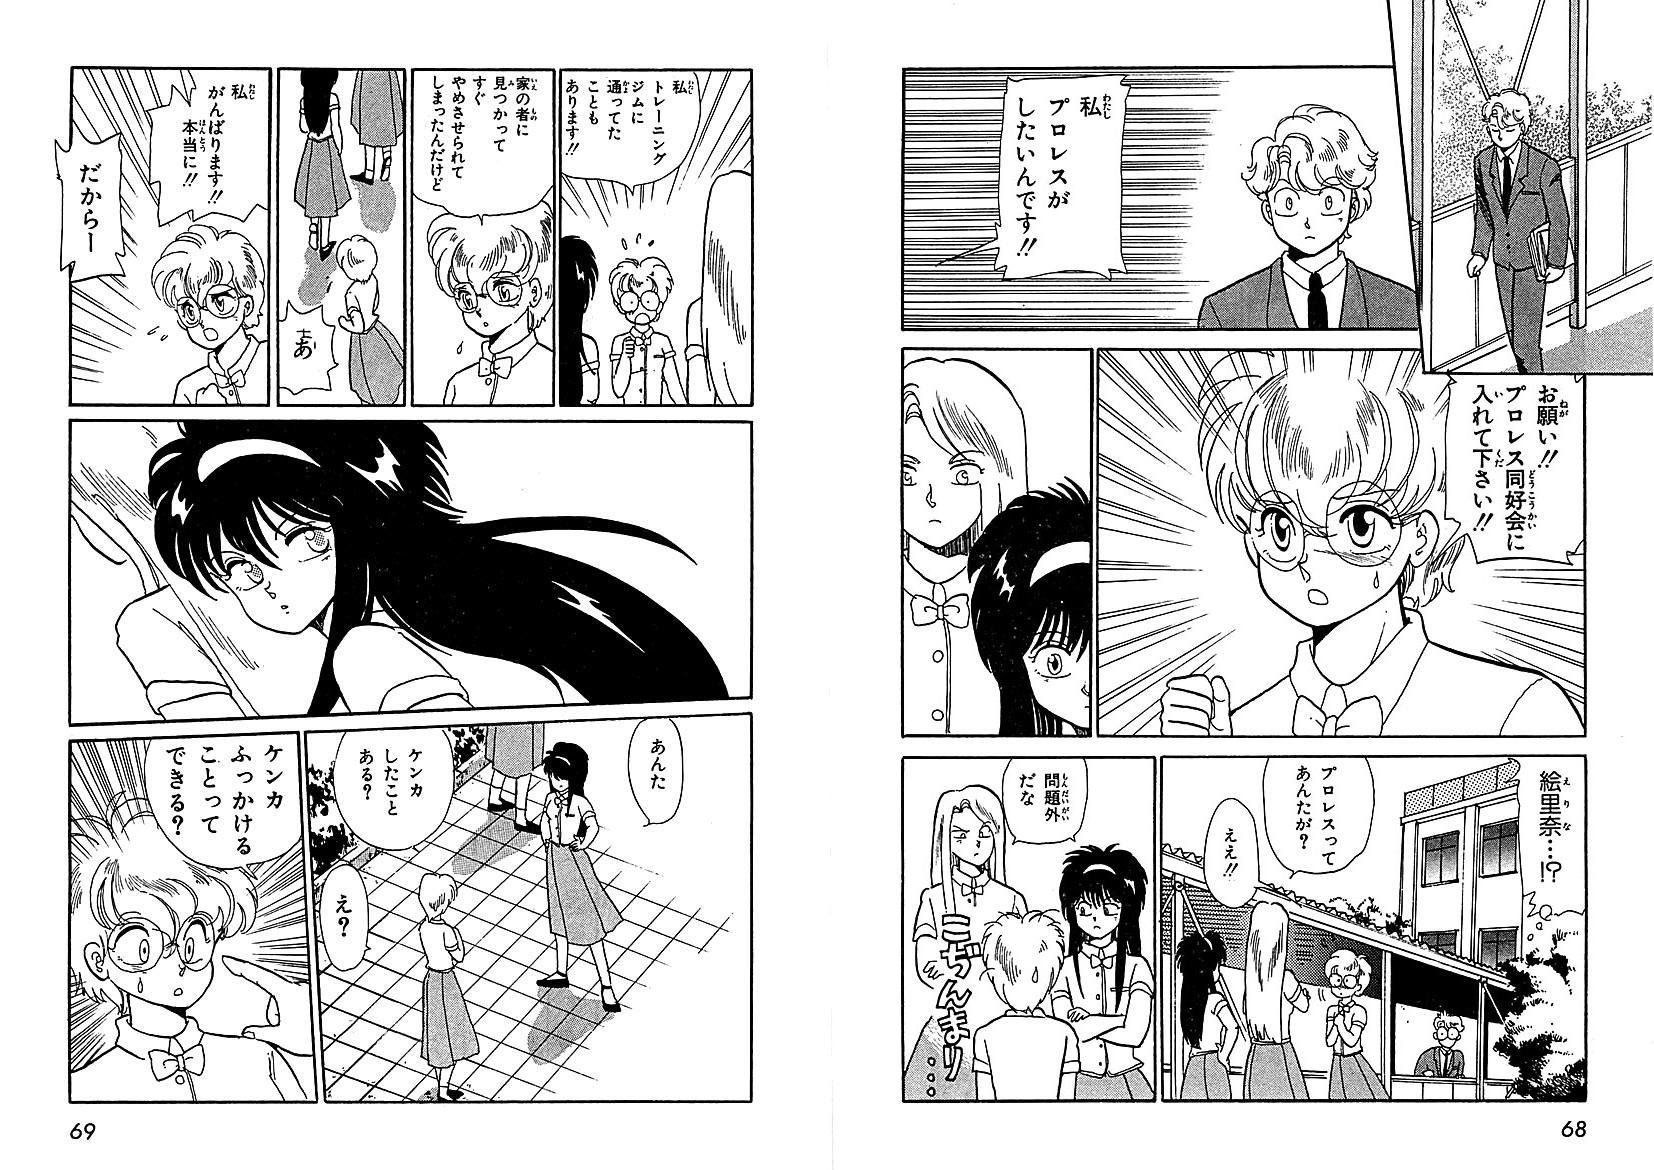 私
プロレスが
したいんです!!
お願い!!
プロレス同好会に
入れて下さい!!
絵里奈…!?
プロレスって
あんたが?
ええ!!
問題外
だな
ミぢんまり…
68
私
トレーニング
ジムに
通ってた
ことも
あります!!
家の者に
見つかって
すぐ
やめさせられて
しまったんだけど
まあ
私
がんばります!!
本当に!!
だからー
あんた
ケンカ
したこと
ある?
え?
ケンカ
ふっかける
ことって
できる?
69